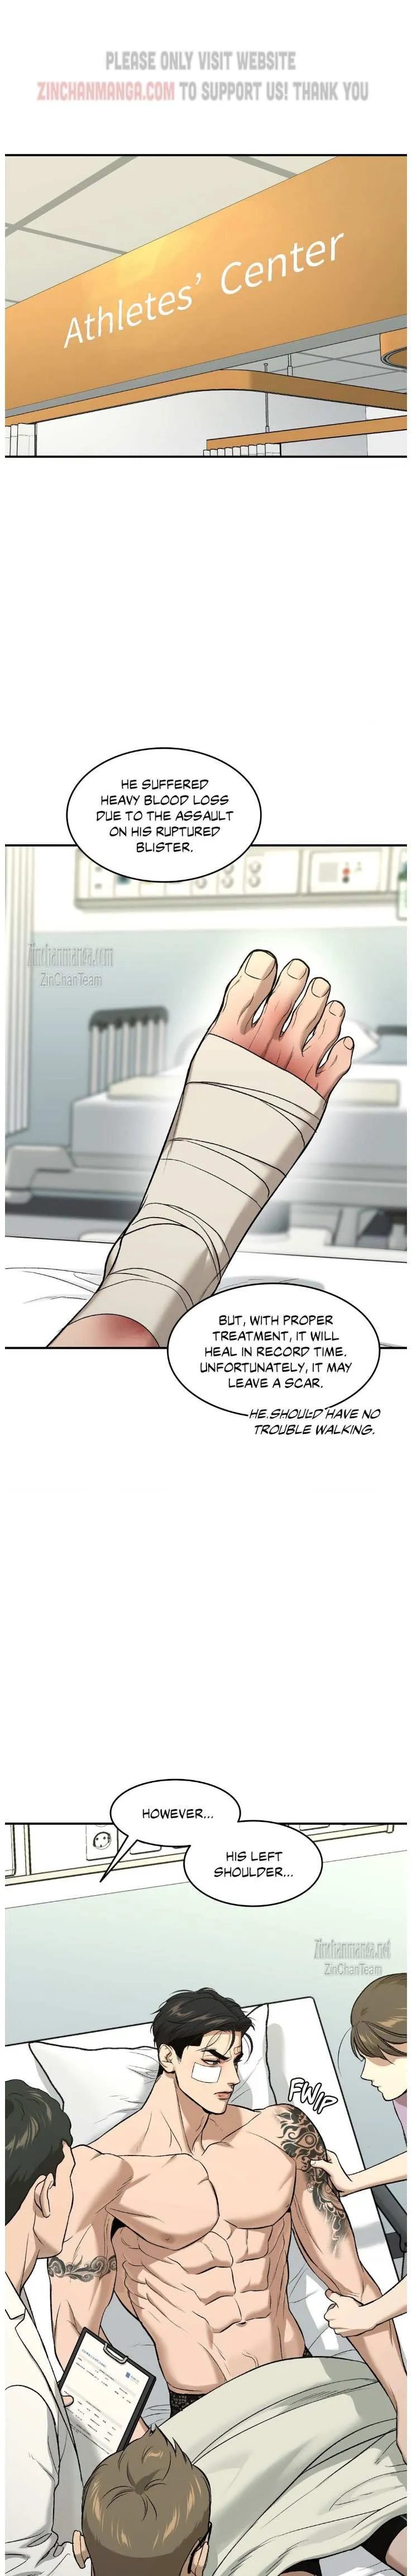 PLEASE ONLY VISIT WEBSITE
ZINCHANMANGA.COM TO SUPPORT US! THANK YOU
Athletes' Center
HE SUFFERED
HEAVY BLOOD LOSS
DUE TO THE ASSAULT
ON HIS RUPTURED
BLISTER.
Zinchanmanga.com
ZinChanTeam
BUT, WITH PROPER
TREATMENT, IT WILL
HEAL IN RECORD TIME.
UNFORTUNATELY, IT MAY
LEAVE A SCAR.
HE SHOULD HAVE NO
TROUBLE WALKING.
HOWEVER...
HIS LEFT
SHOULDER...
Zinchanmanga.net
ZinChanTeam
FWIP